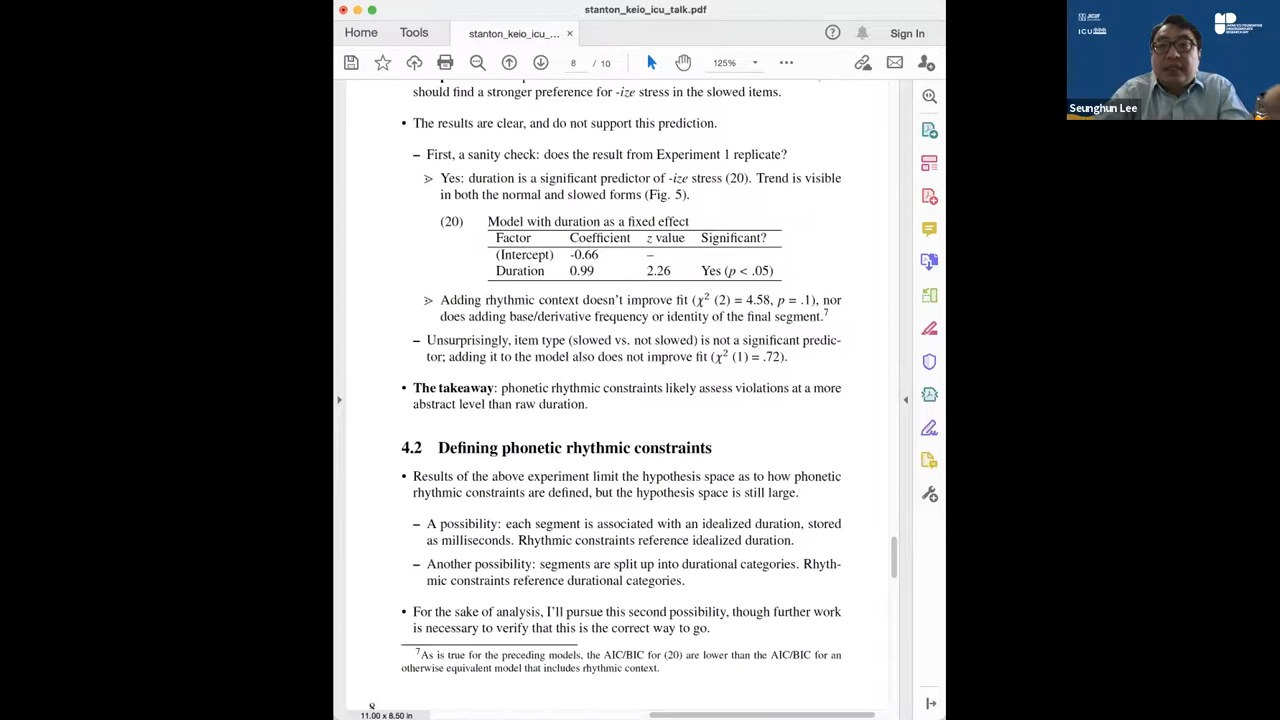 stanton_keio_icu_talk.pdf
Home
Tools
stanton_keio_icu_...
Sign In
8 / 10
125%
should find a stronger preference for -ize stress in the slowed items.
• The results are clear, and do not support this prediction.
– First, a sanity check: does the result from Experiment 1 replicate?
➢ Yes: duration is a significant predictor of -ize stress (20). Trend is visible
in both the normal and slowed forms (Fig. 5).
(20) Model with duration as a fixed effect
Factor Coefficient z value Significant?
(Intercept) -0.66 –
Duration 0.99 2.26 Yes (p < .05)
➢ Adding rhythmic context doesn't improve fit (χ² (2) = 4.58, p = .1), nor
does adding base/derivative frequency or identity of the final segment.⁷
– Unsurprisingly, item type (slowed vs. not slowed) is not a significant predic-
tor; adding it to the model also does not improve fit (χ² (1) = .72).
• The takeaway: phonetic rhythmic constraints likely assess violations at a more
abstract level than raw duration.
4.2 Defining phonetic rhythmic constraints
• Results of the above experiment limit the hypothesis space as to how phonetic
rhythmic constraints are defined, but the hypothesis space is still large.
– A possibility: each segment is associated with an idealized duration, stored
as milliseconds. Rhythmic constraints reference idealized duration.
– Another possibility: segments are split up into durational categories. Rhyth-
mic constraints reference durational categories.
• For the sake of analysis, I'll pursue this second possibility, though further work
is necessary to verify that this is the correct way to go.
⁷As is true for the preceding models, the AIC/BIC for (20) are lower than the AIC/BIC for an
otherwise equivalent model that includes rhythmic context.
8
11.00 x 8.50 in
JICUF
ICU
Seunghun Lee